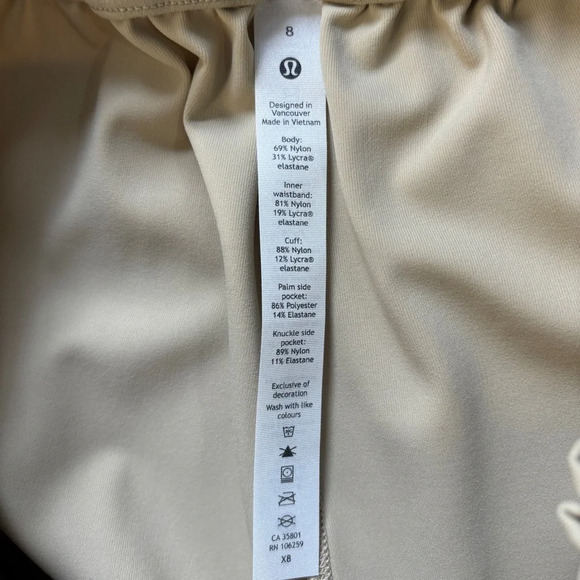 8
Designed in
Vancouver
Made in Vietnam
Body:
69% Nylon
31% Lycra®
elastane
Inner
waistband:
81% Nylon
19% Lycra®
elastane
Cuff:
88% Nylon
12% Lycra®
elastane
Palm side
pocket:
86% Polyester
14% Elastane
Knuckle side
pocket:
89% Nylon
11% Elastane
Exclusive of
decoration
Wash with like
colours
CA 35801
RN 106259
X8